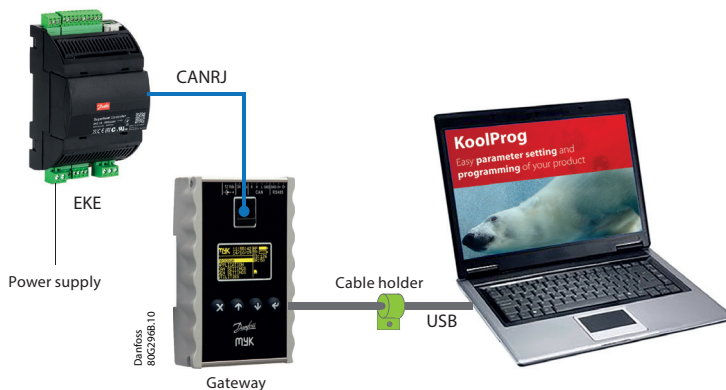 CANRJ
KoolProg
Easy parameter setting and
programming of your product
EKE
Power supply
Cable holder
USB
Danfoss
80G296B.10
Danfoss
MYK
Gateway